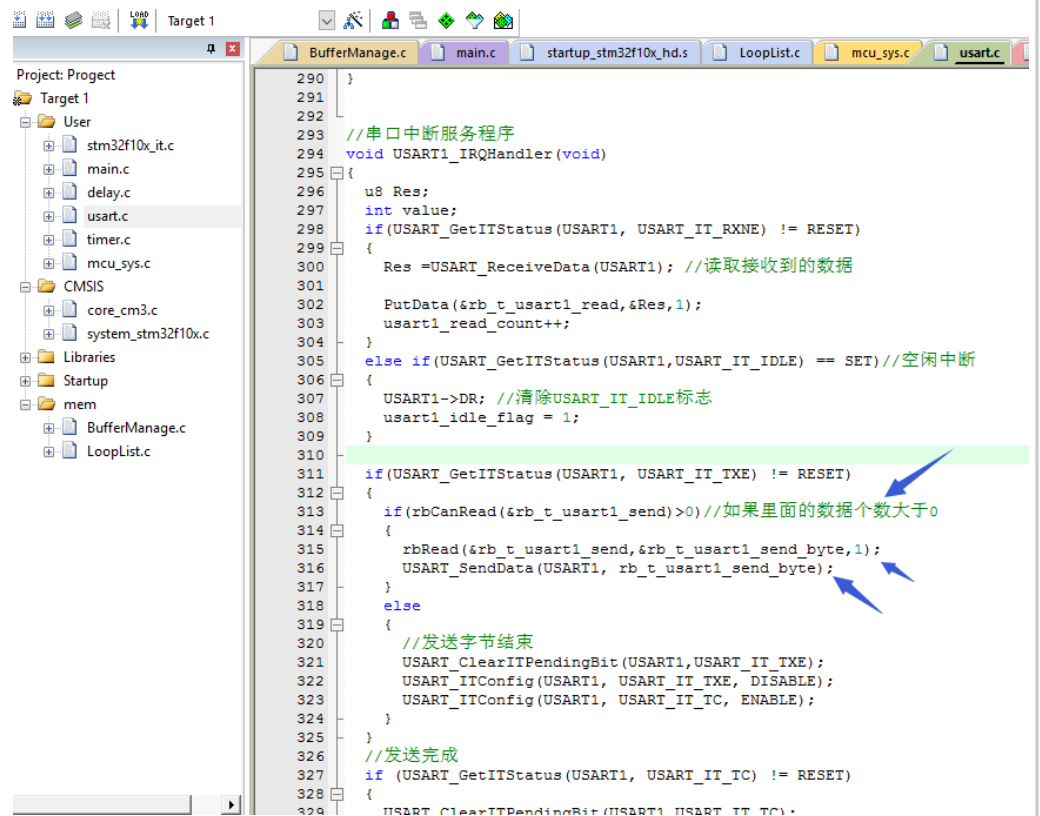 LOAD
Target 1
BufferManage.c main.c startup_stm32f10x_hd.s LoopList.c mcu_sys.c usart.c
Project: Progect
Target 1
User
stm32f10x_it.c
main.c
delay.c
usart.c
timer.c
mcu_sys.c
CMSIS
core_cm3.c
system_stm32f10x.c
Libraries
Startup
mem
BufferManage.c
LoopList.c
290 }
291
292
293 //串口中断服务程序
294 void USART1_IRQHandler(void)
295 {
296 u8 Res;
297 int value;
298 if(USART_GetITStatus(USART1, USART_IT_RXNE) != RESET)
299 {
300 Res =USART_ReceiveData(USART1); //读取接收到的数据
301
302 PutData(&rb_t_usart1_read,&Res,1);
303 usart1_read_count++;
304 }
305 else if(USART_GetITStatus(USART1,USART_IT_IDLE) == SET)//空闲中断
306 {
307 USART1->DR; //清除USART_IT_IDLE标志
308 usart1_idle_flag = 1;
309 }
310
311 if(USART_GetITStatus(USART1, USART_IT_TXE) != RESET)
312 {
313 if(rbCanRead(&rb_t_usart1_send)>0)//如果里面的数据个数大于0
314 {
315 rbRead(&rb_t_usart1_send,&rb_t_usart1_send_byte,1);
316 USART_SendData(USART1, rb_t_usart1_send_byte);
317 }
318 else
319 {
320 //发送字节结束
321 USART_ClearITPendingBit(USART1,USART_IT_TXE);
322 USART_ITConfig(USART1, USART_IT_TXE, DISABLE);
323 USART_ITConfig(USART1, USART_IT_TC, ENABLE);
324 }
325 }
326 //发送完成
327 if (USART_GetITStatus(USART1, USART_IT_TC) != RESET)
328 {
329 USART_ClearITPendingBit(USART1,USART_IT_TC);